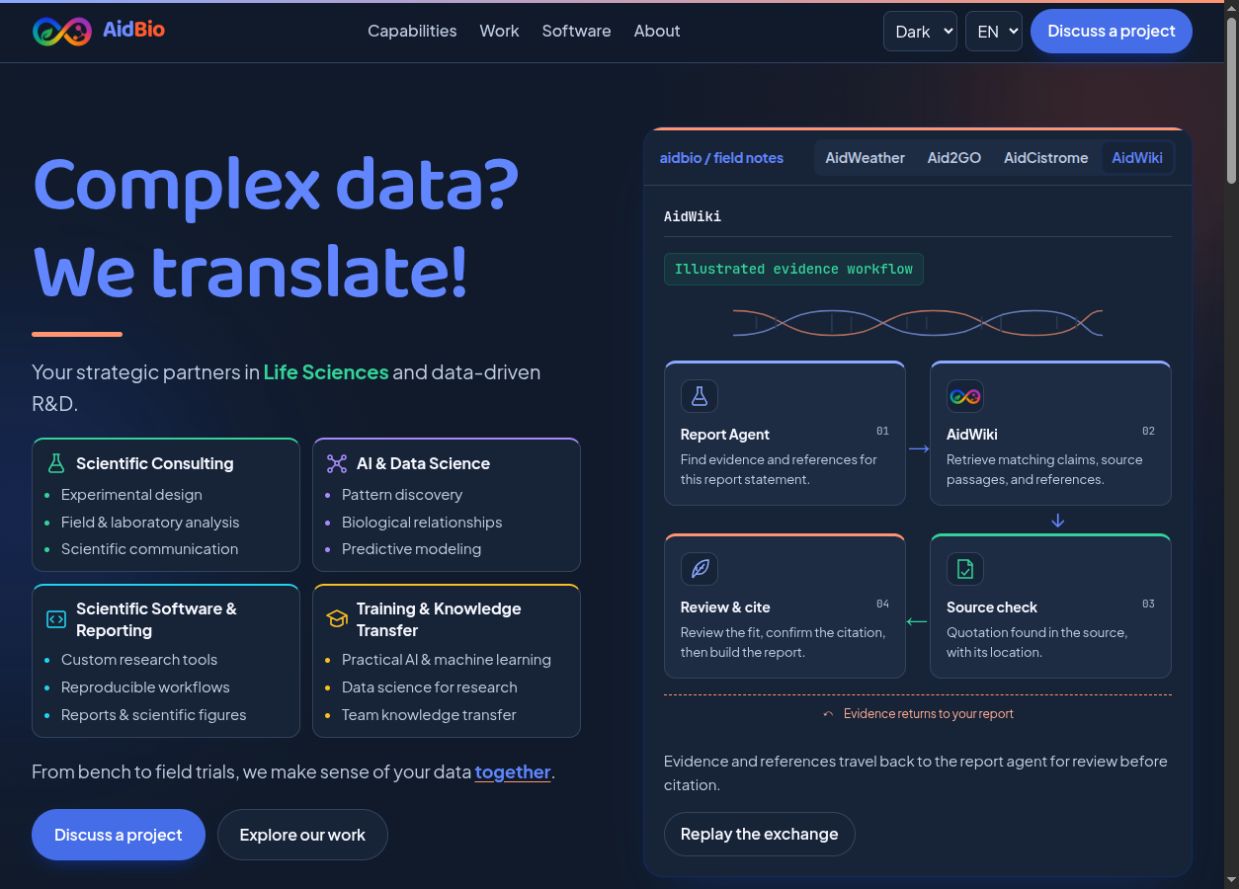 AidBio
Capabilities
Work
Software
About
Dark
EN
Discuss a project
Complex data?
We translate!
Your strategic partners in Life Sciences and data-driven
R&D.
Scientific Consulting
Experimental design
Field & laboratory analysis
Scientific communication
AI & Data Science
Pattern discovery
Biological relationships
Predictive modeling
Scientific Software &
Reporting
Custom research tools
Reproducible workflows
Reports & scientific figures
Training & Knowledge
Transfer
Practical AI & machine learning
Data science for research
Team knowledge transfer
From bench to field trials, we make sense of your data together.
Discuss a project
Explore our work
aidbio / field notes
AidWeather
Aid2GO
AidCistrome
AidWiki
AidWiki
Illustrated evidence workflow
Report Agent
01
Find evidence and references for
this report statement.
→
AidWiki
02
Retrieve matching claims, source
passages, and references.
↓
Review & cite
04
Review the fit, confirm the citation,
then build the report.
←
Source check
03
Quotation found in the source,
with its location.
Evidence returns to your report
Evidence and references travel back to the report agent for review before
citation.
Replay the exchange